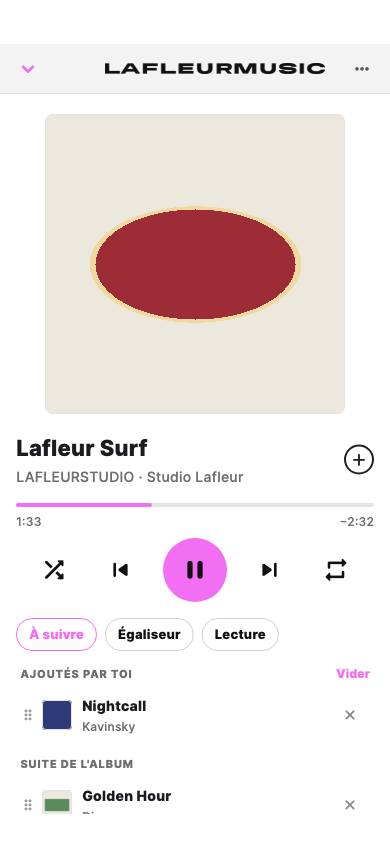 LAFLEURMUSIC
Lafleur Surf
LAFLEURSTUDIO · Studio Lafleur
1:33
−2:32
À suivre
Égaliseur
Lecture
AJOUTÉS PAR TOI
Vider
Nightcall
Kavinsky
SUITE DE L'ALBUM
Golden Hour